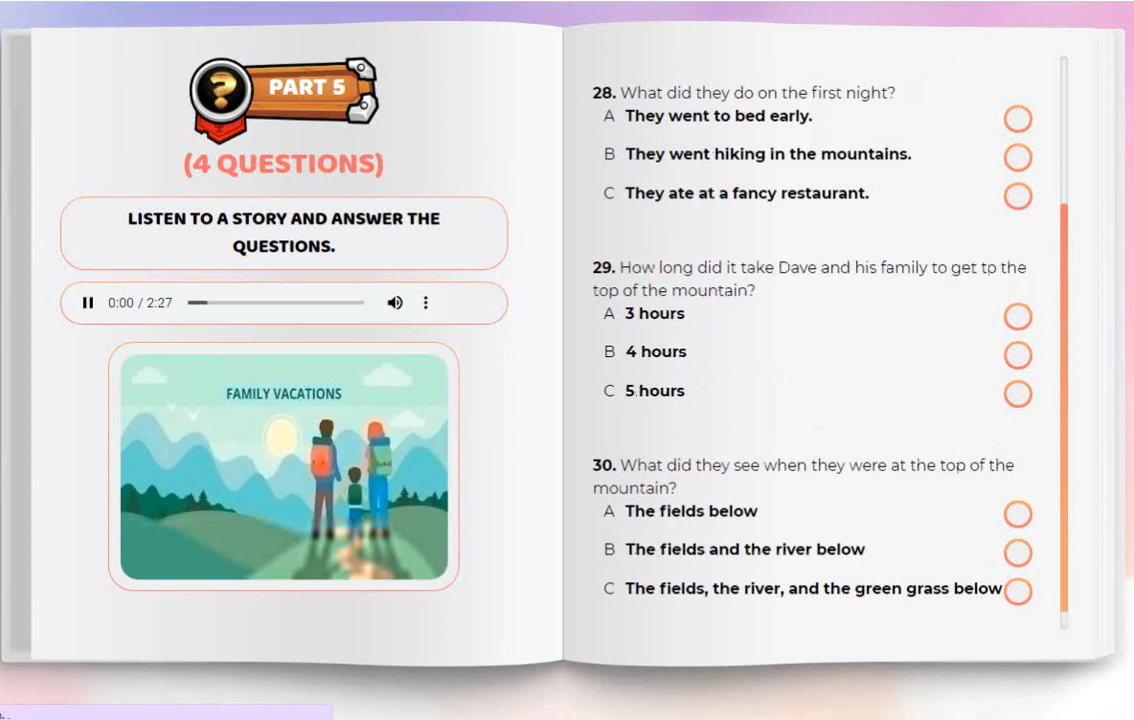 PART 5
(4 QUESTIONS)
LISTEN TO A STORY AND ANSWER THE
QUESTIONS.
0:00 / 2:27
FAMILY VACATIONS
28. What did they do on the first night?
A They went to bed early.
B They went hiking in the mountains.
C They ate at a fancy restaurant.
29. How long did it take Dave and his family to get tp the
top of the mountain?
A 3 hours
B 4 hours
C 5 hours
30. What did they see when they were at the top of the
mountain?
A The fields below
B The fields and the river below
C The fields, the river, and the green grass below